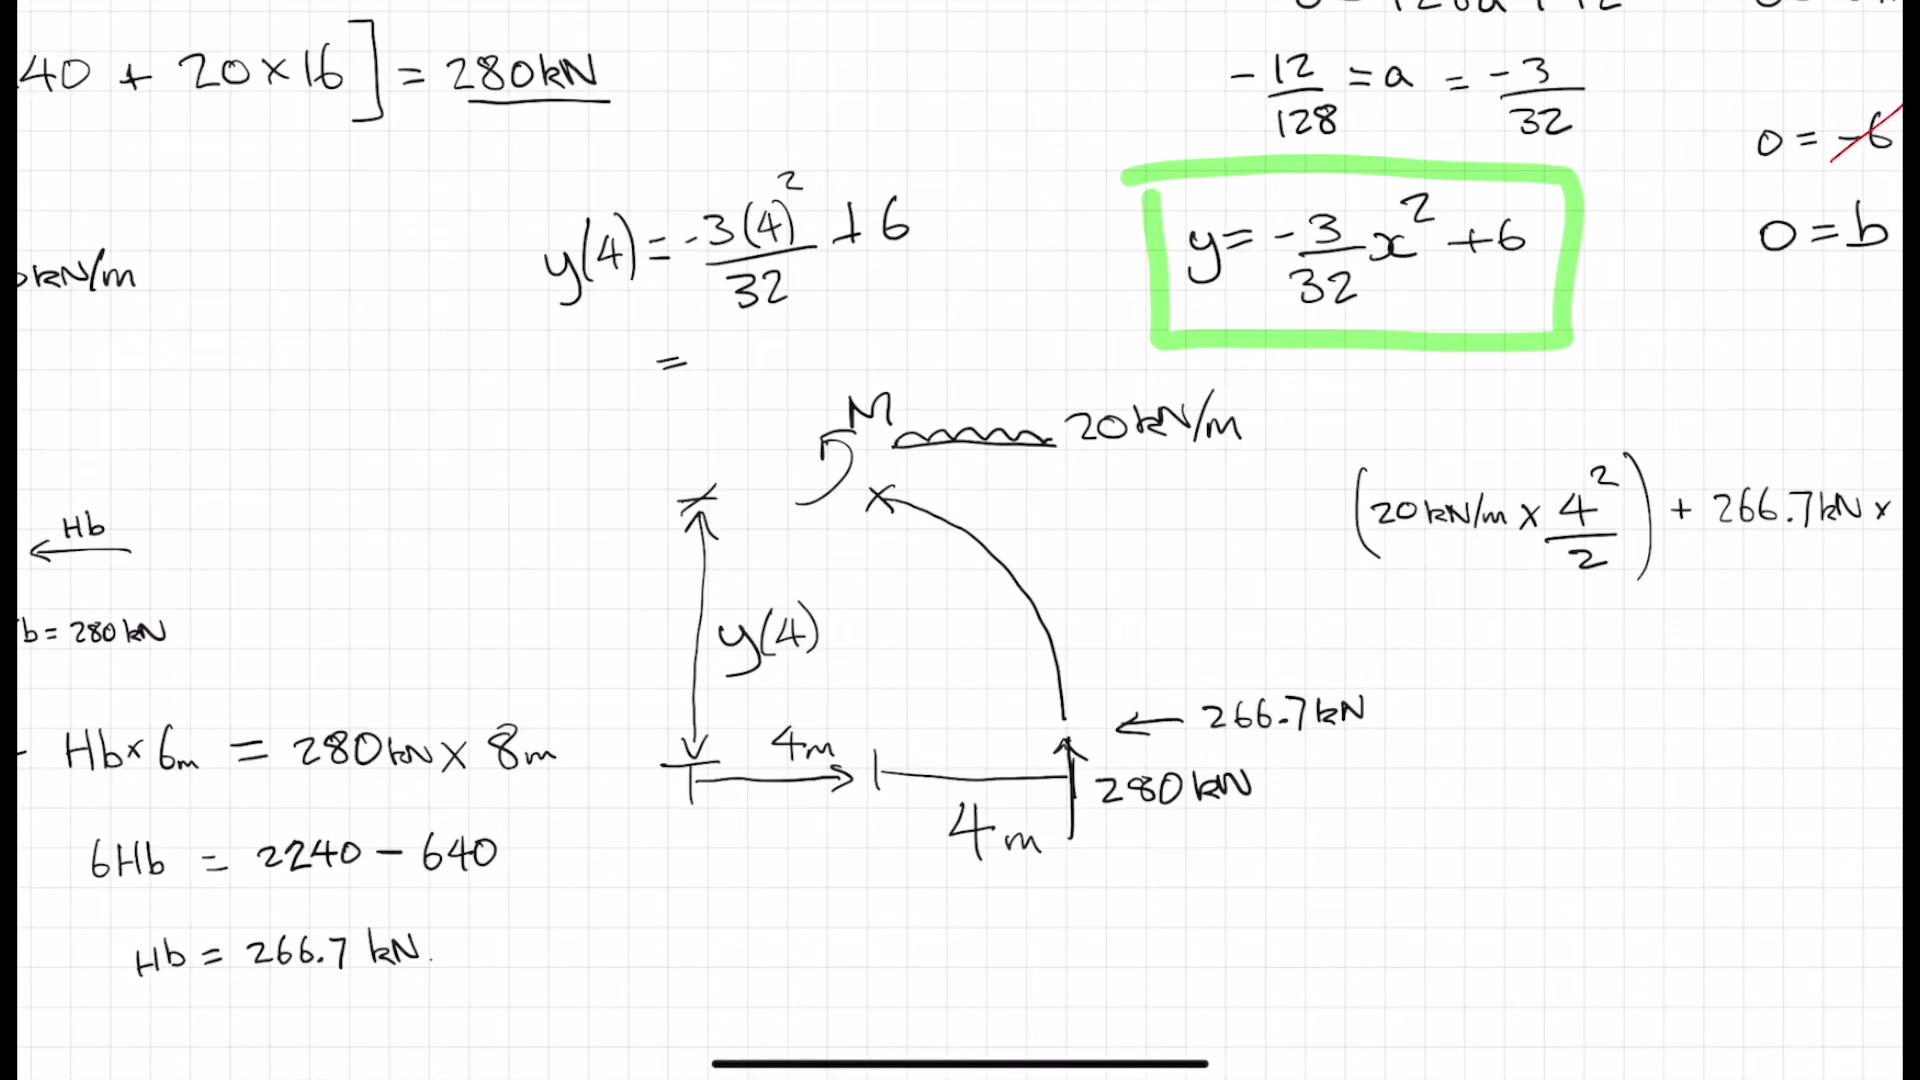 40 + 20×16] = 280kN
-12/128 = a = -3/32
0 = -6
y(4) = -3(4)²/32 + 6
=
y = -3/32 x² + 6
0 = b
kN/m
M
20kN/m
Hb
(20kN/m × 4²/2) + 266.7kN ×
b = 280kN
y(4)
266.7kN
Hb × 6m = 280kN × 8m
4m
280kN
4m
6Hb = 2240 - 640
Hb = 266.7 kN.